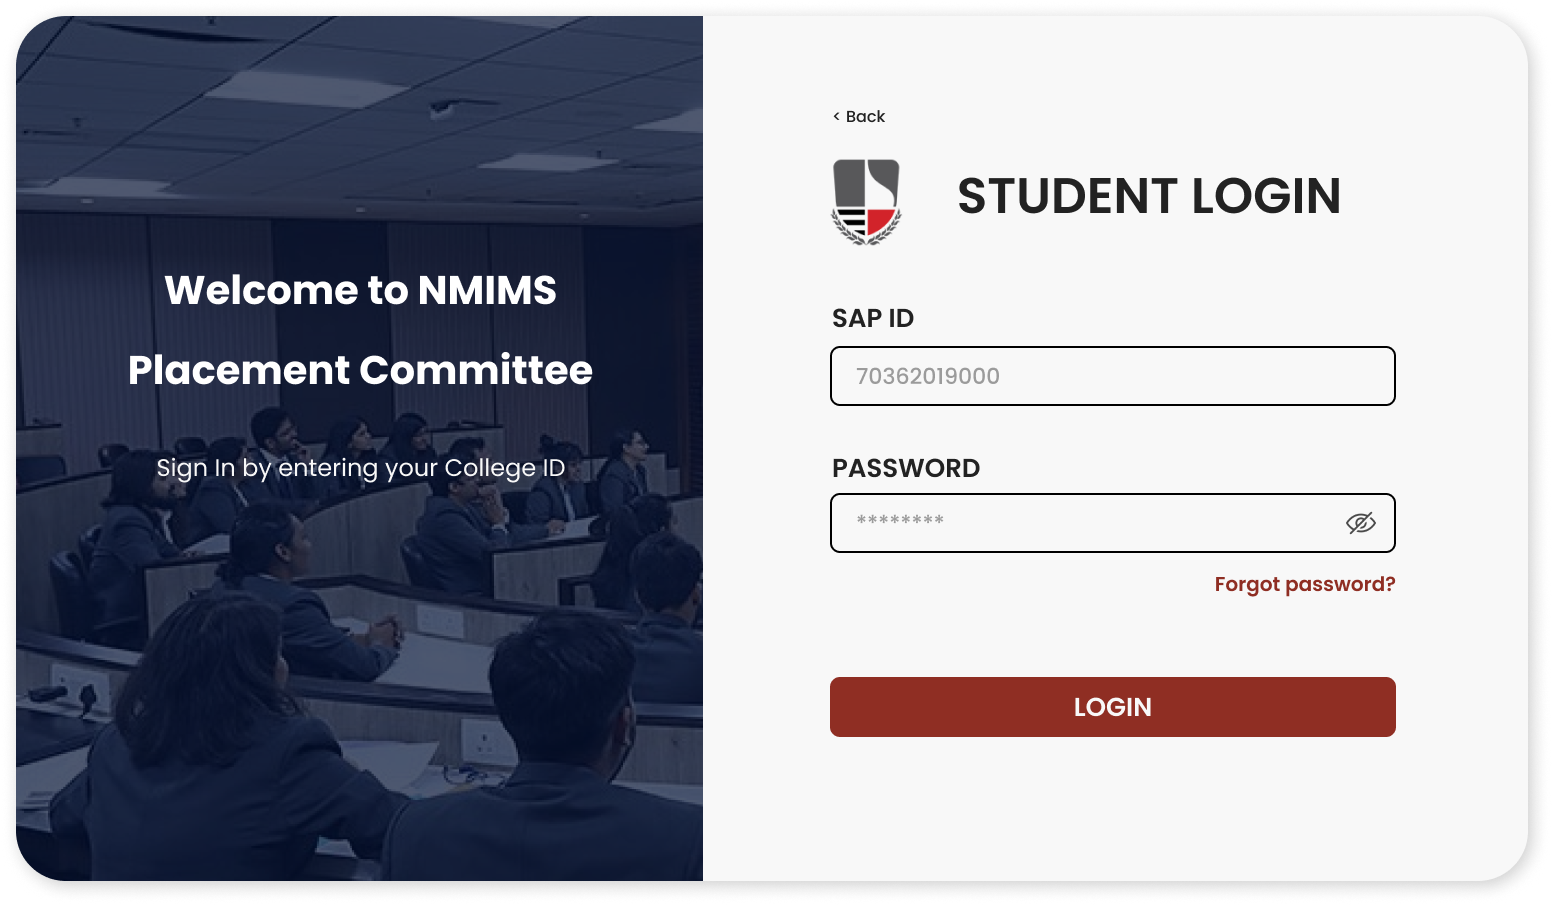 Welcome to NMIMS
Placement Committee
Sign In by entering your College ID
< Back
STUDENT LOGIN
SAP ID
70362019000
PASSWORD
********
Forgot password?
LOGIN